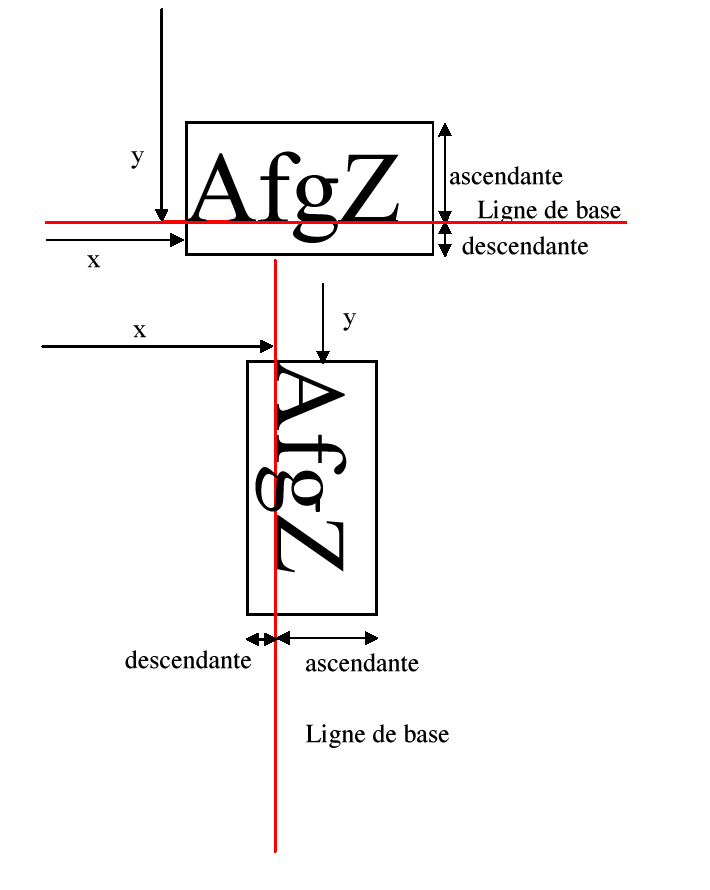 y
AfgZ
ascendante
Ligne de base
descendante
x
y
x
AfgZ
descendante
ascendante
Ligne de base